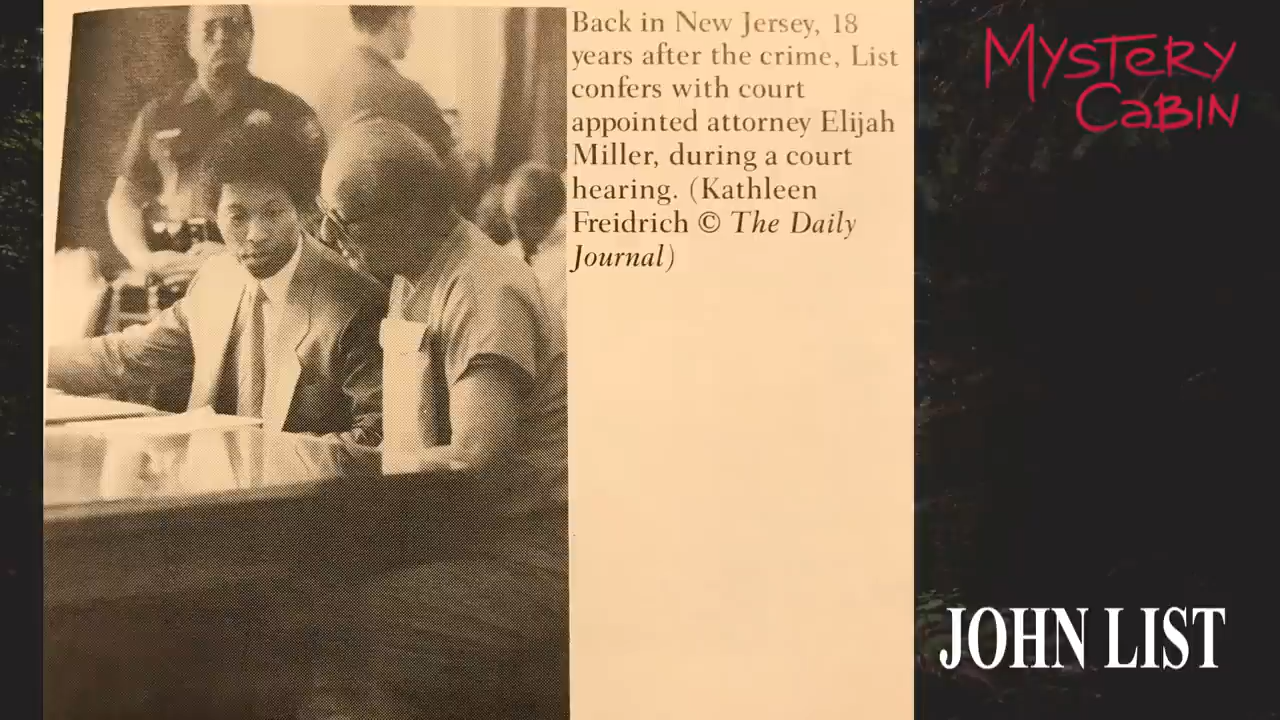 Back in New Jersey, 18
years after the crime, List
confers with court
appointed attorney Elijah
Miller, during a court
hearing. (Kathleen
Freidrich © The Daily
Journal)
MYSTERY
CABIN
JOHN LIST